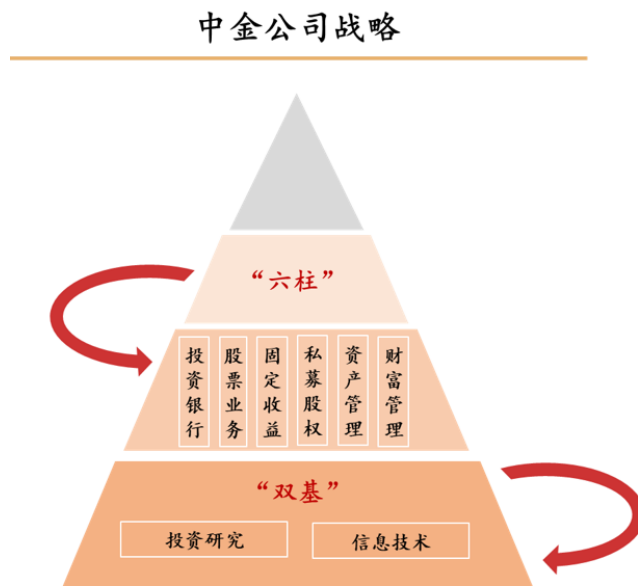 中金公司战略
“六柱”
投资银行
股票业务
固定收益
私募股权
资产管理
财富管理
“双基”
投资研究
信息技术